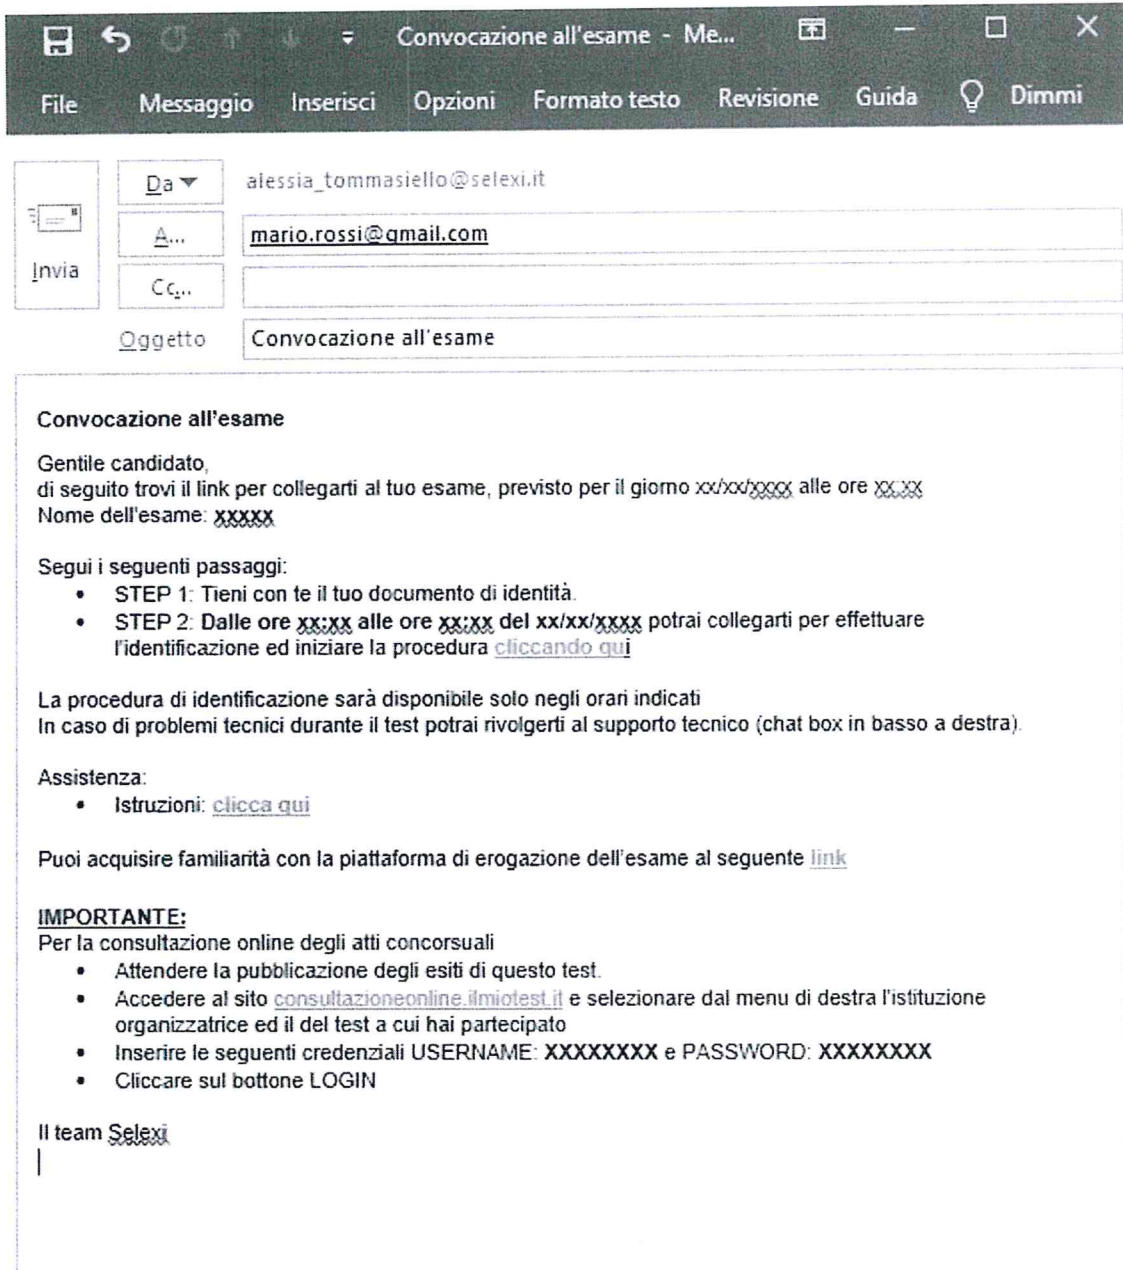 Convocazione all'esame - Me...
File Messaggio Inserisci Opzioni Formato testo Revisione Guida Dimmi
Da alessia_tommasiello@selexi.it
A... mario.rossi@gmail.com
Invia
Cc...
Oggetto Convocazione all'esame
Convocazione all'esame
Gentile candidato,
di seguito trovi il link per collegarti al tuo esame, previsto per il giorno xx/xx/xxxx alle ore xx:xx
Nome dell'esame: xxxxx
Segui i seguenti passaggi:
• STEP 1: Tieni con te il tuo documento di identità.
• STEP 2: Dalle ore xx:xx alle ore xx:xx del xx/xx/xxxx potrai collegarti per effettuare
l'identificazione ed iniziare la procedura cliccando qui
La procedura di identificazione sarà disponibile solo negli orari indicati
In caso di problemi tecnici durante il test potrai rivolgerti al supporto tecnico (chat box in basso a destra).
Assistenza:
• Istruzioni: clicca qui
Puoi acquisire familiarità con la piattaforma di erogazione dell'esame al seguente link
IMPORTANTE:
Per la consultazione online degli atti concorsuali
• Attendere la pubblicazione degli esiti di questo test.
• Accedere al sito consultazioneonline.ilmiotest.it e selezionare dal menu di destra l'istituzione
organizzatrice ed il del test a cui hai partecipato
• Inserire le seguenti credenziali USERNAME: XXXXXXXX e PASSWORD: XXXXXXXX
• Cliccare sul bottone LOGIN
Il team Selexi